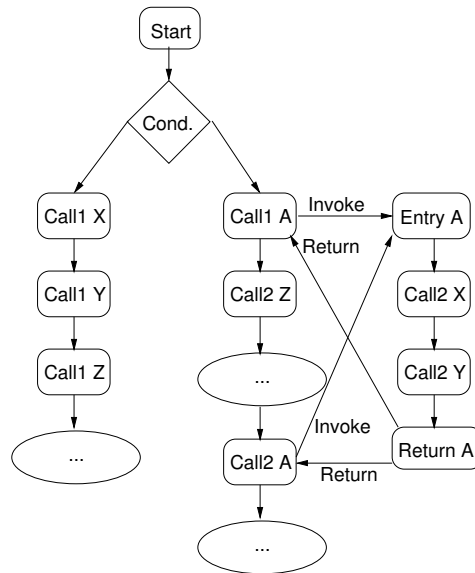 Start
Cond.
Call1 X
Call1 A
Invoke
Entry A
Return
Call1 Y
Call2 Z
Call2 X
Call1 Z
...
Call2 Y
...
Invoke
Call2 A
Return
Return A
...